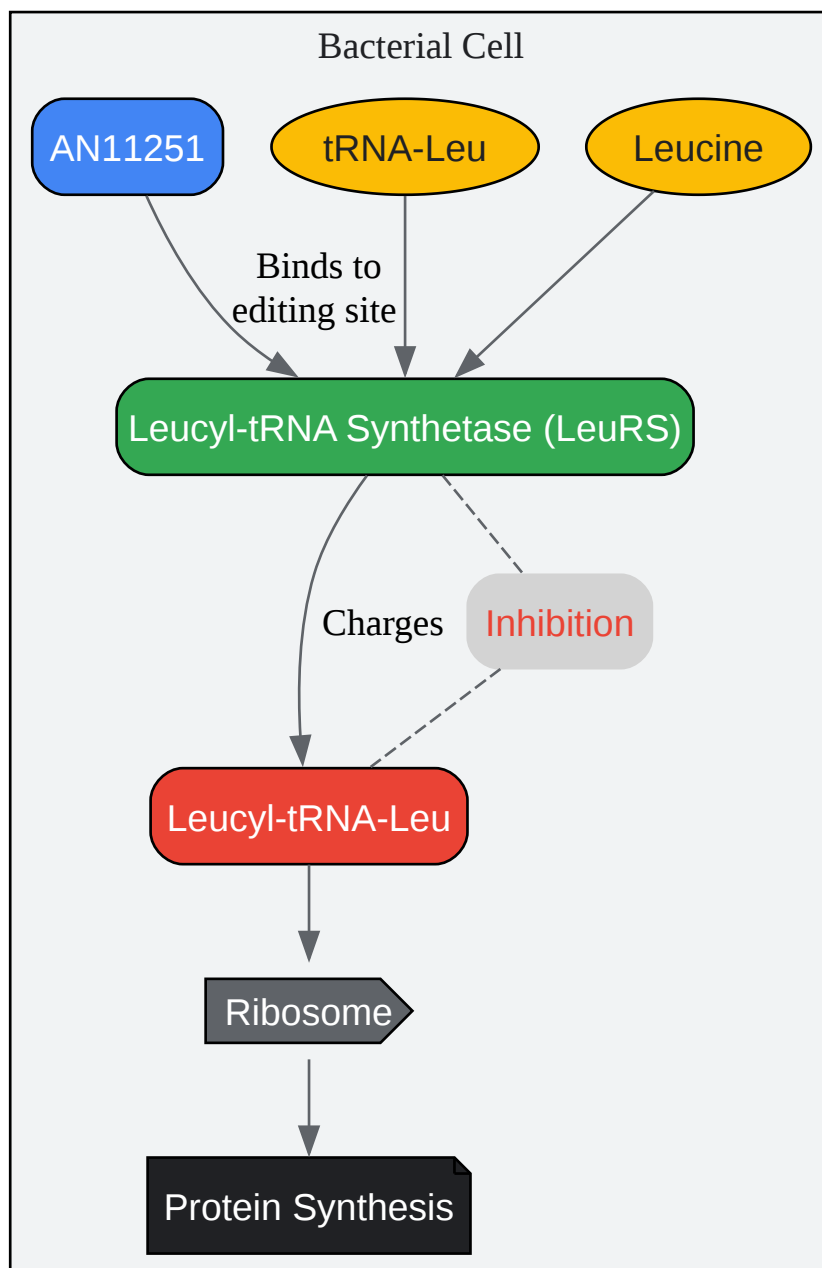 Bacterial Cell
AN11251
tRNA-Leu
Leucine
Binds to
editing site
Leucyl-tRNA Synthetase (LeuRS)
Charges
Inhibition
Leucyl-tRNA-Leu
Ribosome
Protein Synthesis